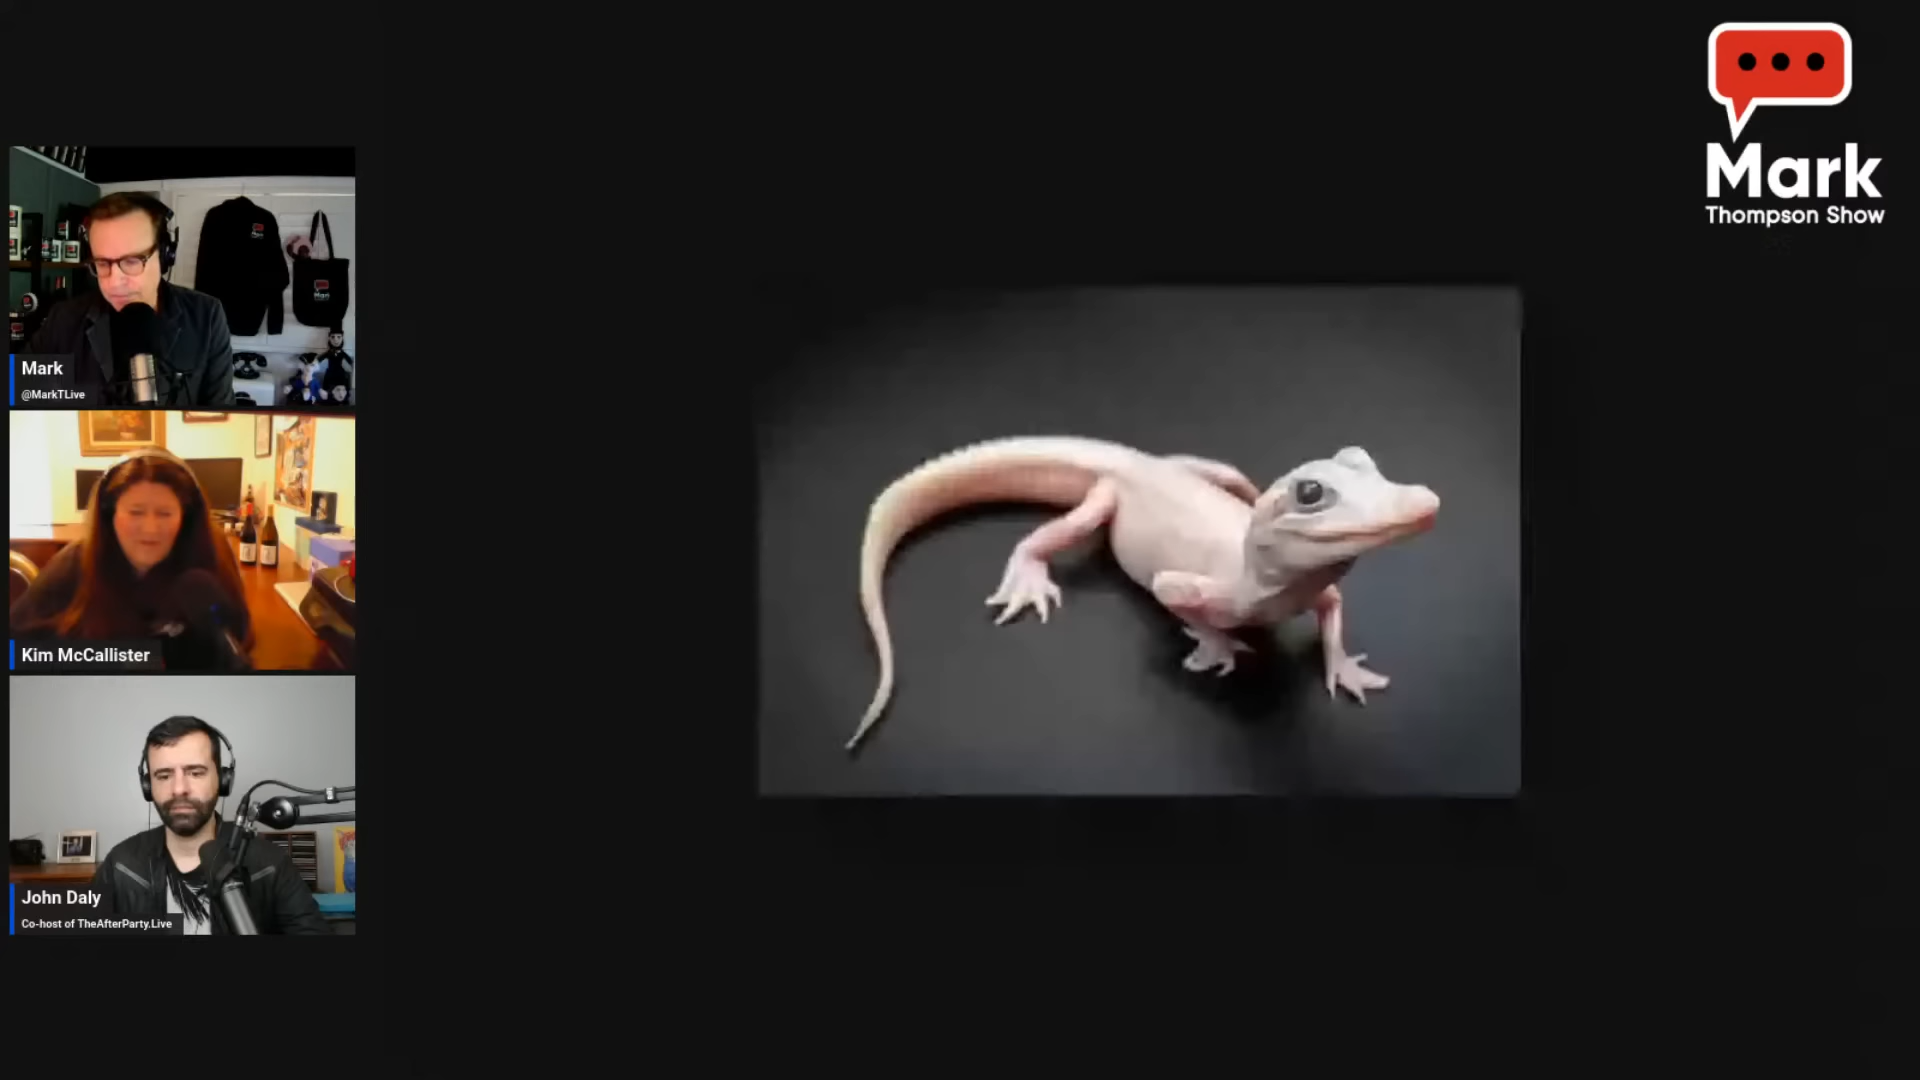 Mark
Thompson Show
Mark
@MarkTLive
Kim McCallister
John Daly
Co-host of TheAfterParty.Live